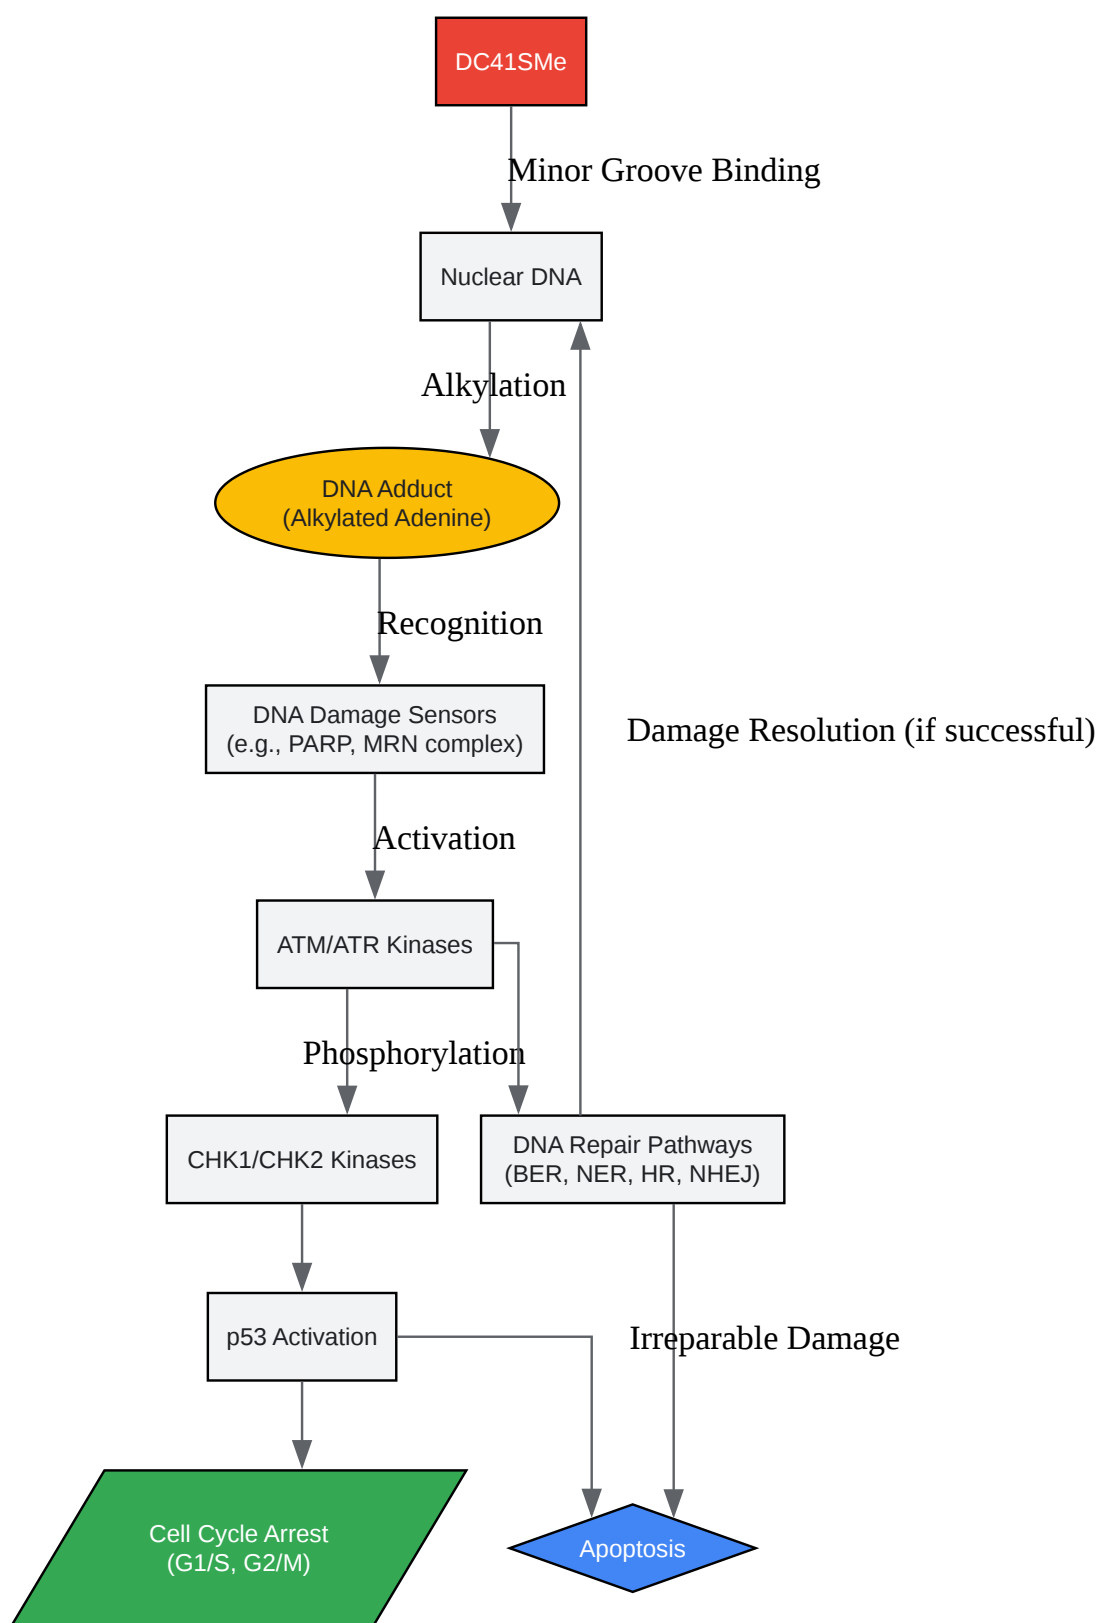 DC41SMe
Minor Groove Binding
Nuclear DNA
Alkylation
DNA Adduct
(Alkylated Adenine)
Recognition
DNA Damage Sensors
(e.g., PARP, MRN complex)
Damage Resolution (if successful)
Activation
ATM/ATR Kinases
Phosphorylation
CHK1/CHK2 Kinases
DNA Repair Pathways
(BER, NER, HR, NHEJ)
p53 Activation
Irreparable Damage
Cell Cycle Arrest
(G1/S, G2/M)
Apoptosis